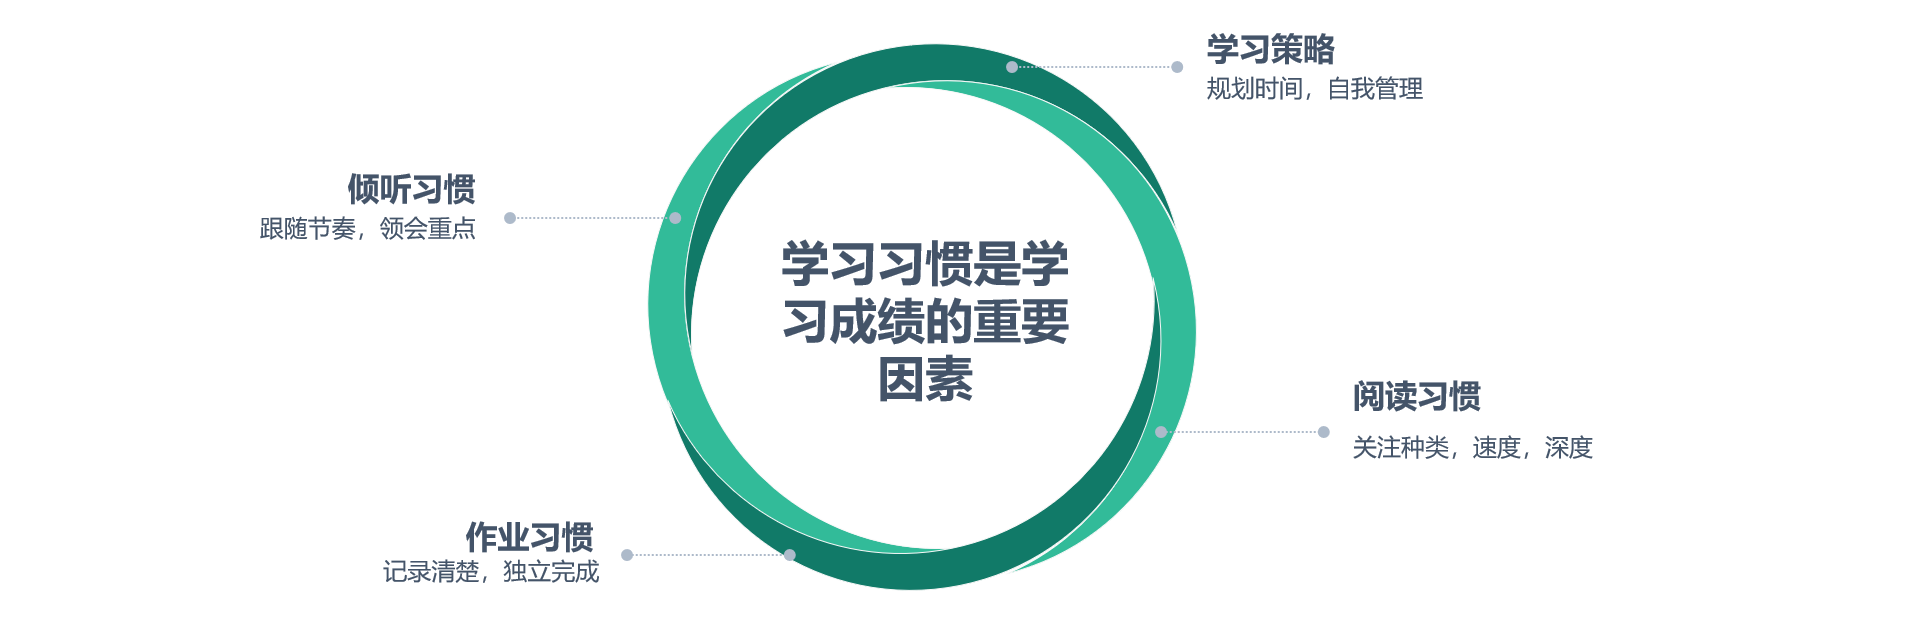 学习策略
规划时间，自我管理
倾听习惯
跟随节奏，领会重点
学习习惯是学
习成绩的重要
因素
阅读习惯
关注种类，速度，深度
作业习惯
记录清楚，独立完成